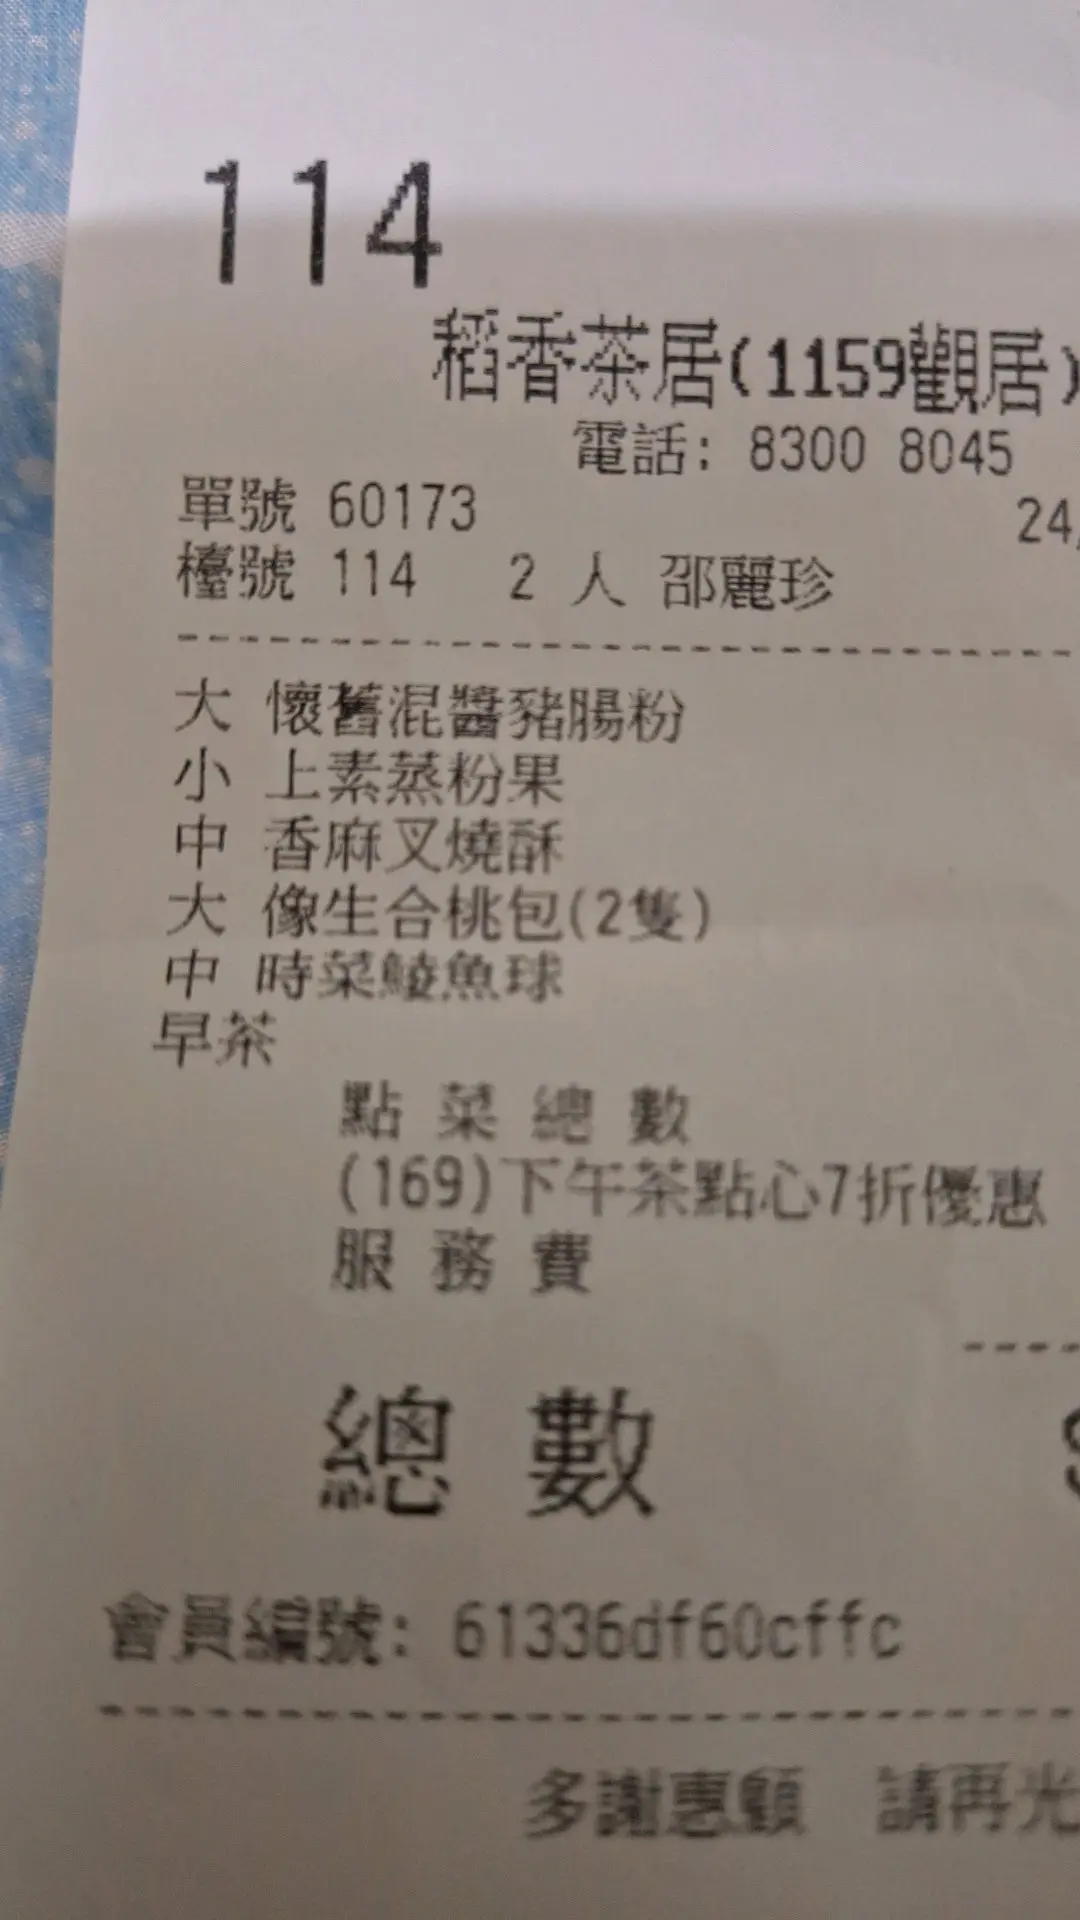 114
稻香茶居(1159觀居)
電話: 8300 8045
單號 60173
24
檯號 114 2 人 邵麗珍
大 懷舊混醬豬腸粉
小 上素蒸粉果
中 香麻叉燒酥
大 像生合桃包(2隻)
中 時菜鯪魚球
早茶
點 菜 總 數
(169)下午茶點心7折優惠
服 務 費
總 數
會員編號: 61336df60cffc
多謝惠顧 請再光